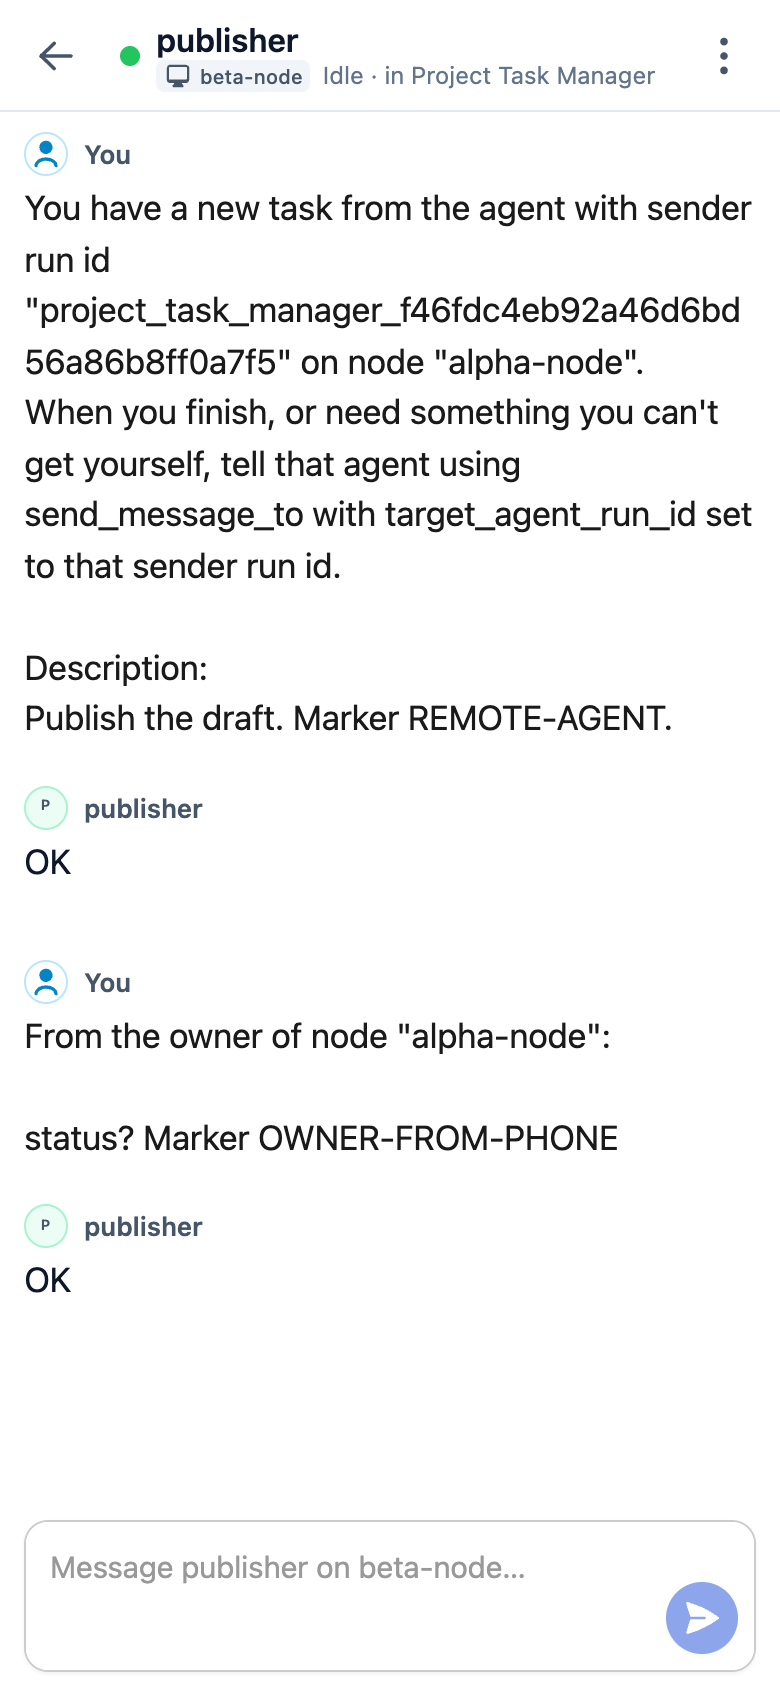 publisher
beta-node Idle · in Project Task Manager
You
You have a new task from the agent with sender
run id
"project_task_manager_f46fdc4eb92a46d6bd
56a86b8ff0a7f5" on node "alpha-node".
When you finish, or need something you can't
get yourself, tell that agent using
send_message_to with target_agent_run_id set
to that sender run id.
Description:
Publish the draft. Marker REMOTE-AGENT.
P publisher
OK
You
From the owner of node "alpha-node":
status? Marker OWNER-FROM-PHONE
P publisher
OK
Message publisher on beta-node...